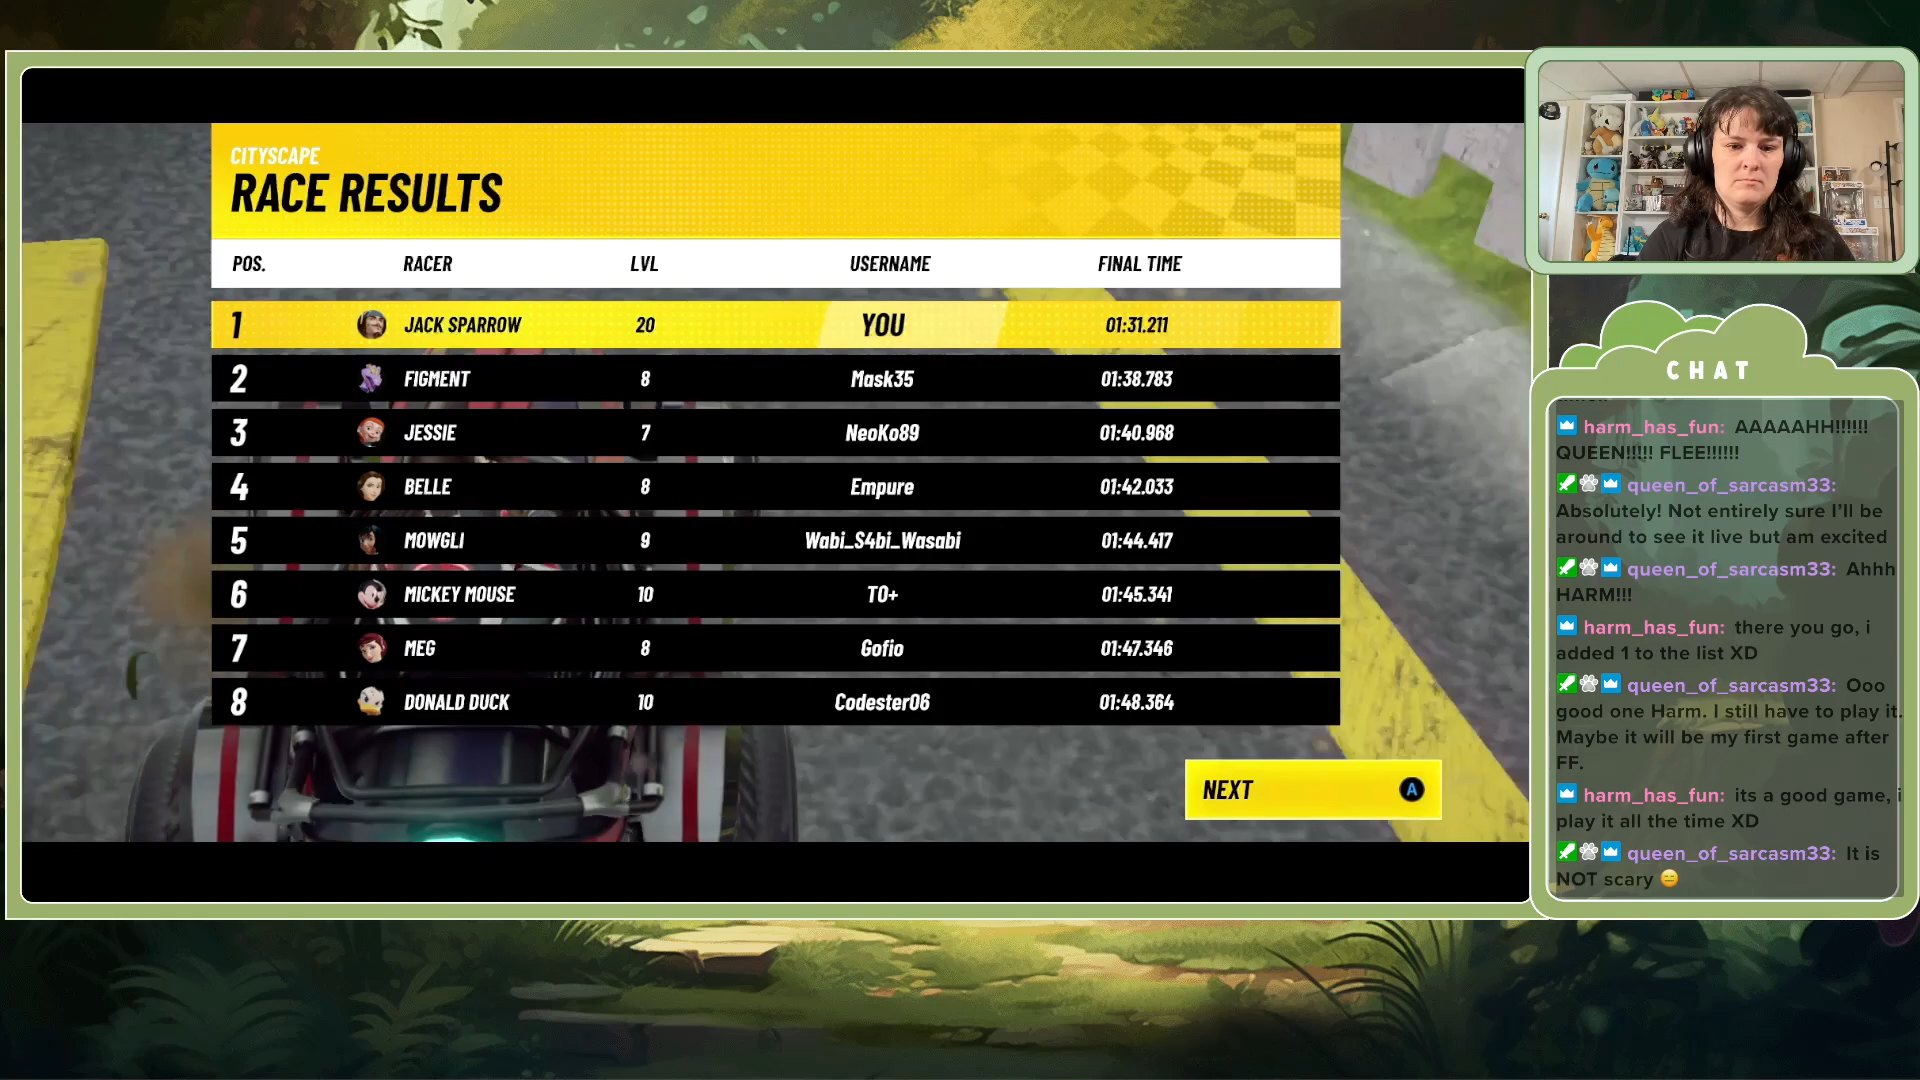 CITYSCAPE
RACE RESULTS
POS. RACER LVL USERNAME FINAL TIME
1 JACK SPARROW 20 YOU 01:31.211
2 FIGMENT 8 Mask35 01:38.783
3 JESSIE 7 NeoKo89 01:40.968
4 BELLE 8 Empure 01:42.033
5 MOWGLI 9 Wabi_S4bi_Wasabi 01:44.417
6 MICKEY MOUSE 10 TO+ 01:45.341
7 MEG 8 Gofio 01:47.346
8 DONALD DUCK 10 Codester06 01:48.364
NEXT A
CHAT
harm_has_fun: AAAAAHH!!!!!!
QUEEN!!!!! FLEE!!!!!!
queen_of_sarcasm33:
Absolutely! Not entirely sure I'll be
around to see it live but am excited
queen_of_sarcasm33: Ahhh
HARM!!!
harm_has_fun: there you go, i
added 1 to the list XD
queen_of_sarcasm33: Ooo
good one Harm. I still have to play it.
Maybe it will be my first game after
FF.
harm_has_fun: its a good game, i
play it all the time XD
queen_of_sarcasm33: It is
NOT scary 😑